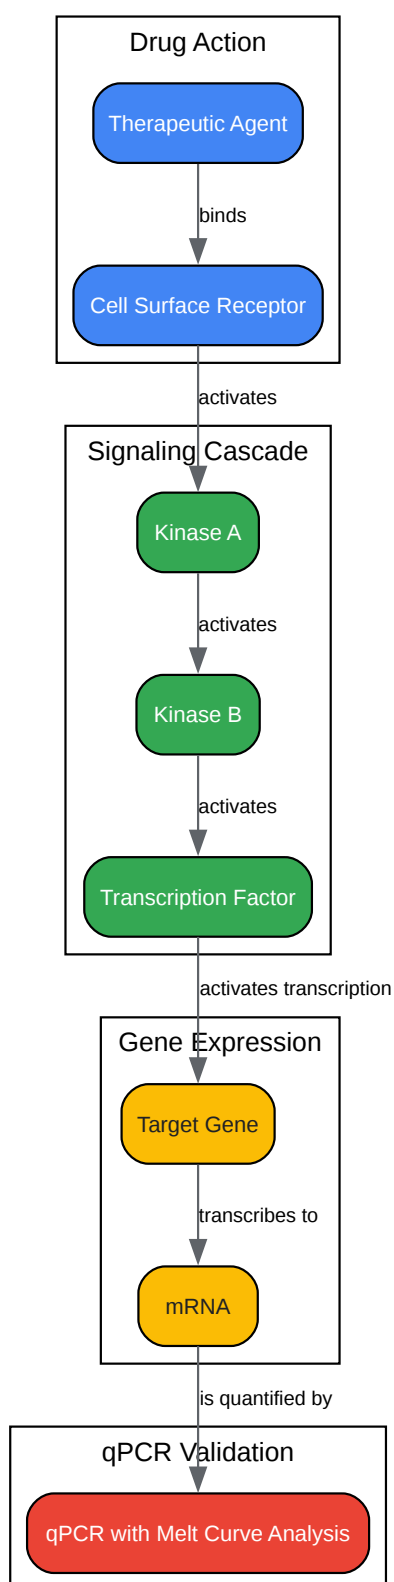 Drug Action
Therapeutic Agent
binds
Cell Surface Receptor
activates
Signaling Cascade
Kinase A
activates
Kinase B
activates
Transcription Factor
activates transcription
Gene Expression
Target Gene
transcribes to
mRNA
is quantified by
qPCR Validation
qPCR with Melt Curve Analysis